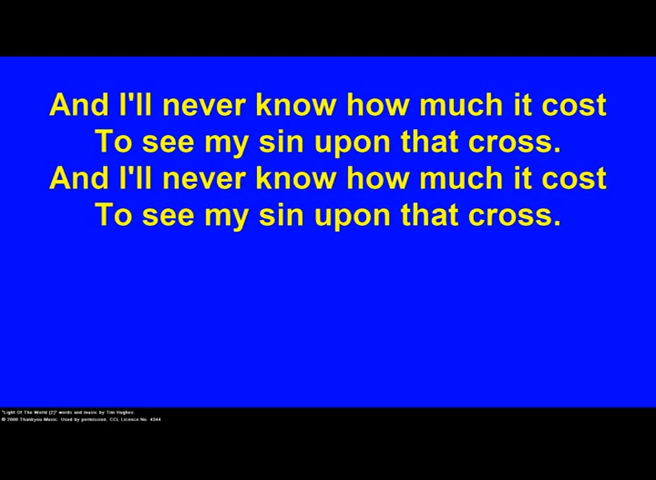 And I'll never know how much it cost
To see my sin upon that cross.
And I'll never know how much it cost
To see my sin upon that cross.
"Light Of The World [2]" words and music by Tim Hughes.
© 2000 Thankyou Music. Used by permission. CCL Licence No. 4344